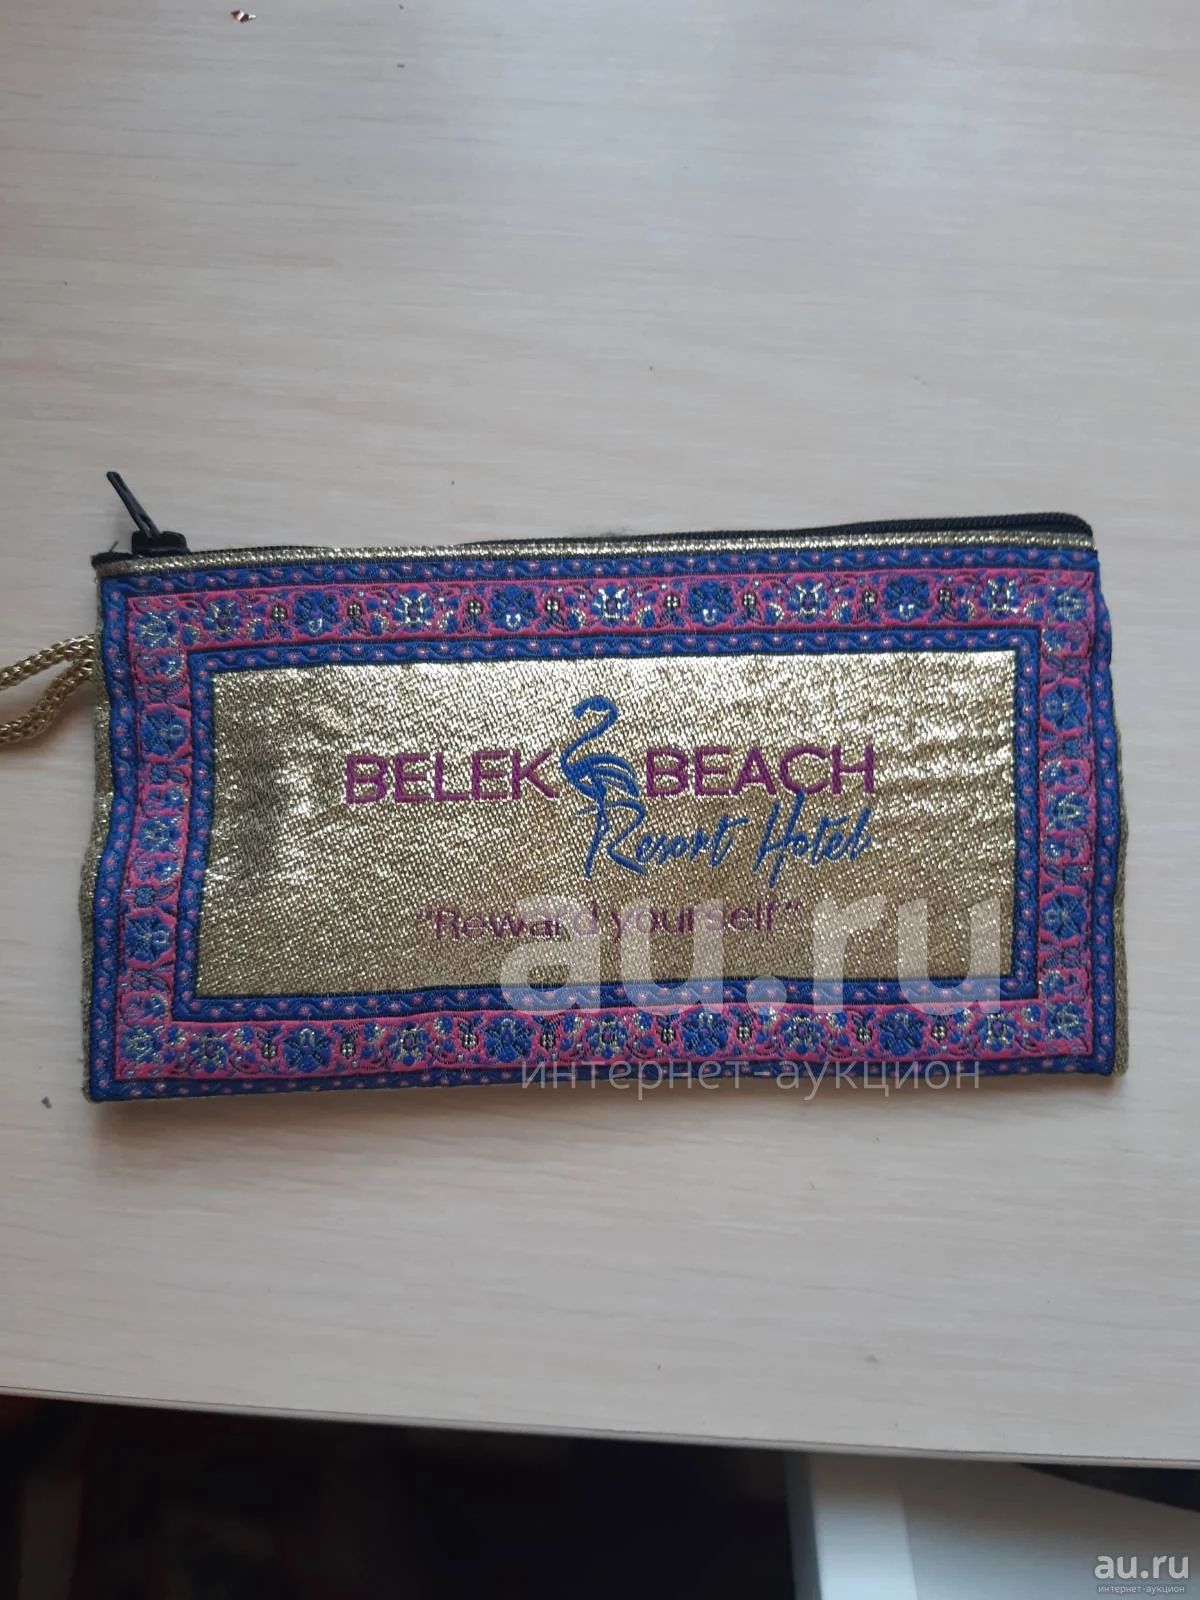 BELEK BEACH
Resort Hotel
"Reward yourself"
au.ru
интернет-аукцион
au.ru
интернет-аукцион